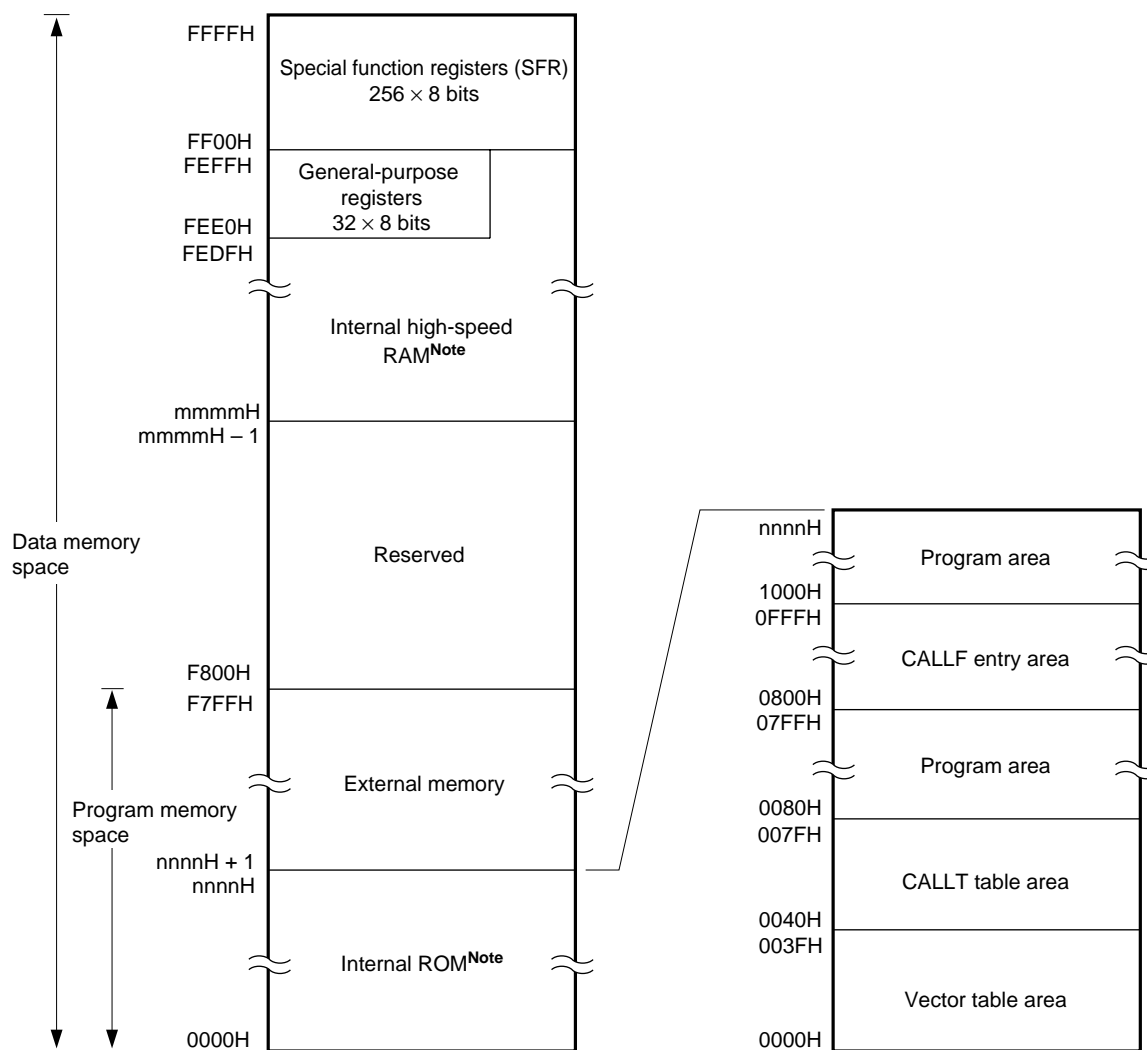 FFFFH
Special function registers (SFR)
256 × 8 bits
FF00H
FEFFH
General-purpose
registers
32 × 8 bits
FEE0H
FEDFH
Internal high-speed
RAMNote
mmmmH
mmmmH – 1
Data memory
space
Reserved
F800H
F7FFH
External memory
Program memory
space
nnnnH + 1
nnnnH
Internal ROMNote
0000H
nnnnH
Program area
1000H
0FFFH
CALLF entry area
0800H
07FFH
Program area
0080H
007FH
CALLT table area
0040H
003FH
Vector table area
0000H